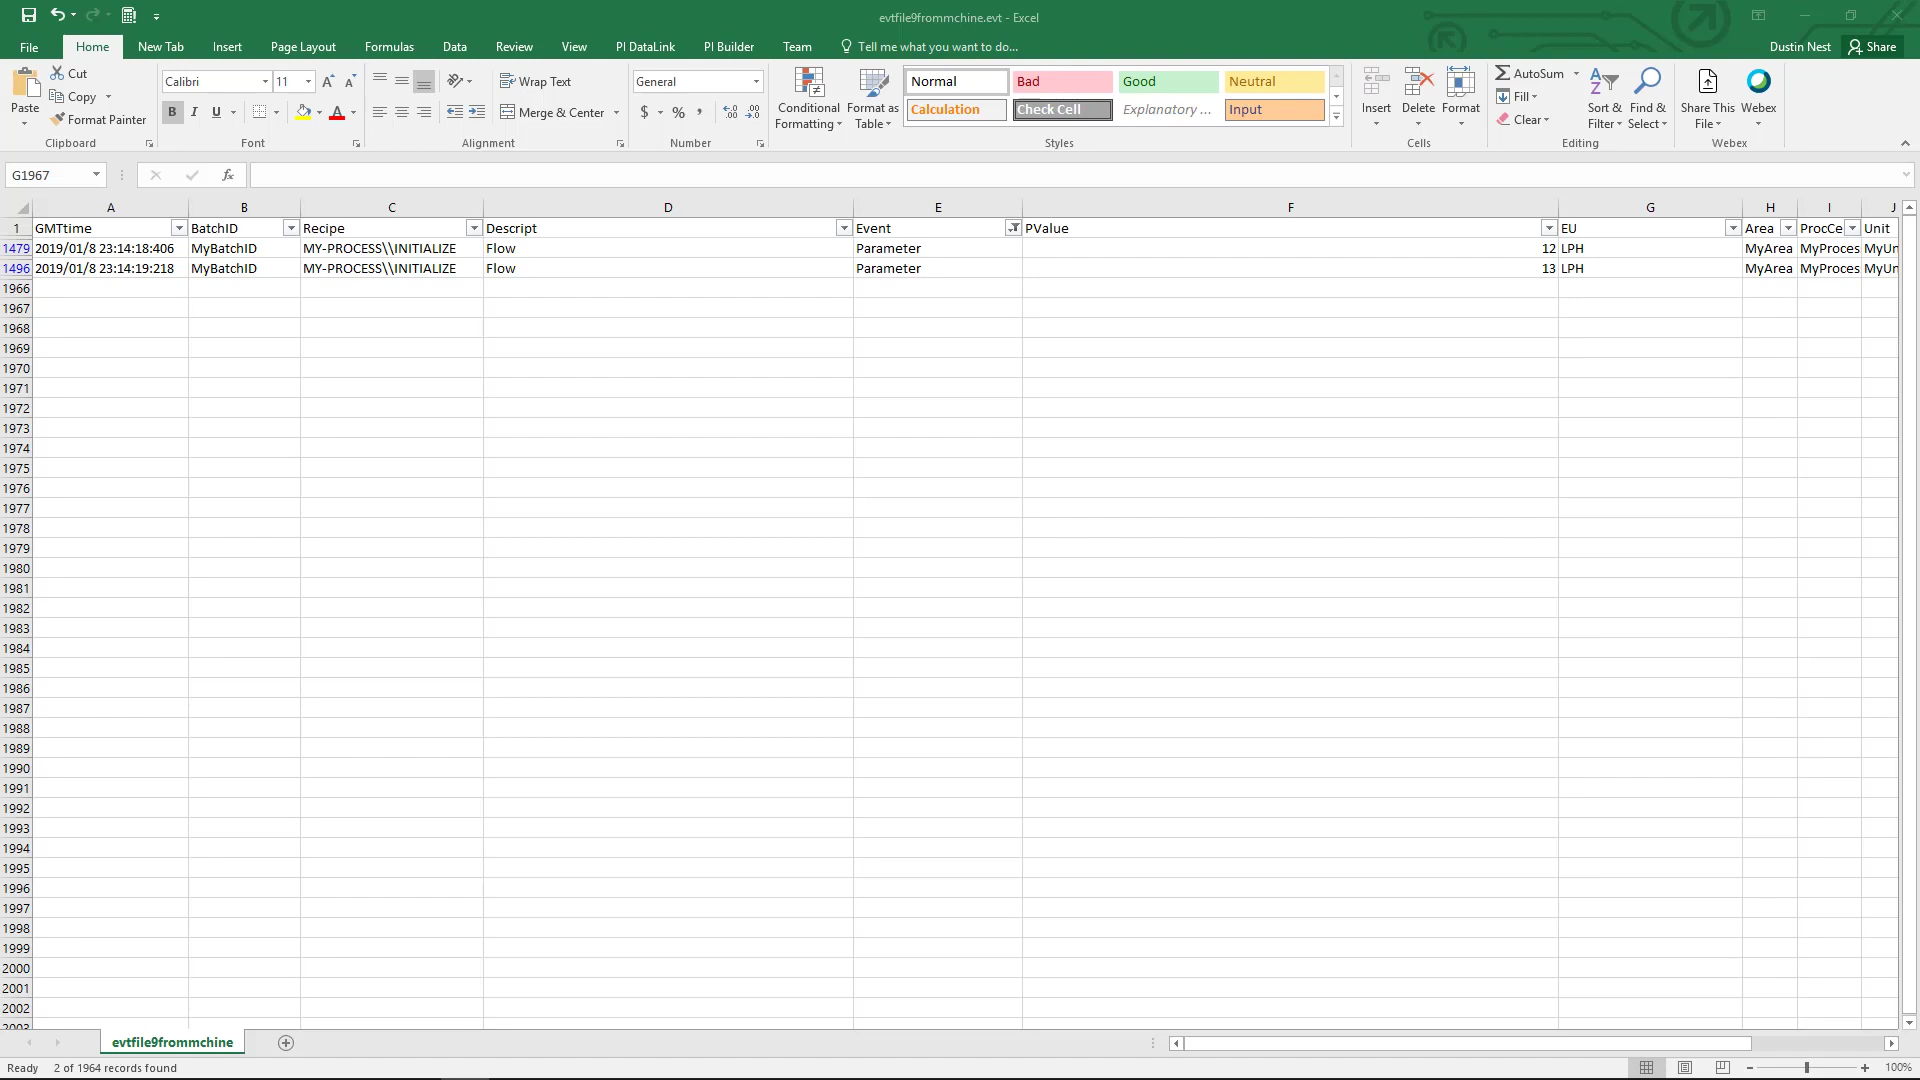 evtfile9frommchine.evt - Excel
File Home New Tab Insert Page Layout Formulas Data Review View PI DataLink PI Builder Team Tell me what you want to do... Dustin Nest Share
Paste
Cut
Copy
Format Painter
Clipboard
Calibri 11
B I U
Font
Wrap Text
Merge & Center
Alignment
General
$ % ,
Number
Conditional Formatting
Format as Table
Normal Bad Good Neutral
Calculation Check Cell Explanatory ... Input
Styles
Insert Delete Format
Cells
AutoSum
Fill
Clear
Sort & Filter
Find & Select
Editing
Share This File
Webex
Webex
G1967 fx
A B C D E F G H I J
1 GMTtime BatchID Recipe Descript Event PValue EU Area ProcCe Unit
1479 2019/01/8 23:14:18:406 MyBatchID MY-PROCESS\\INITIALIZE Flow Parameter 12 LPH MyArea MyProces MyUn
1496 2019/01/8 23:14:19:218 MyBatchID MY-PROCESS\\INITIALIZE Flow Parameter 13 LPH MyArea MyProces MyUn
1966
1967
1968
1969
1970
1971
1972
1973
1974
1975
1976
1977
1978
1979
1980
1981
1982
1983
1984
1985
1986
1987
1988
1989
1990
1991
1992
1993
1994
1995
1996
1997
1998
1999
2000
2001
2002
2003
evtfile9frommchine
Ready 2 of 1964 records found 100%